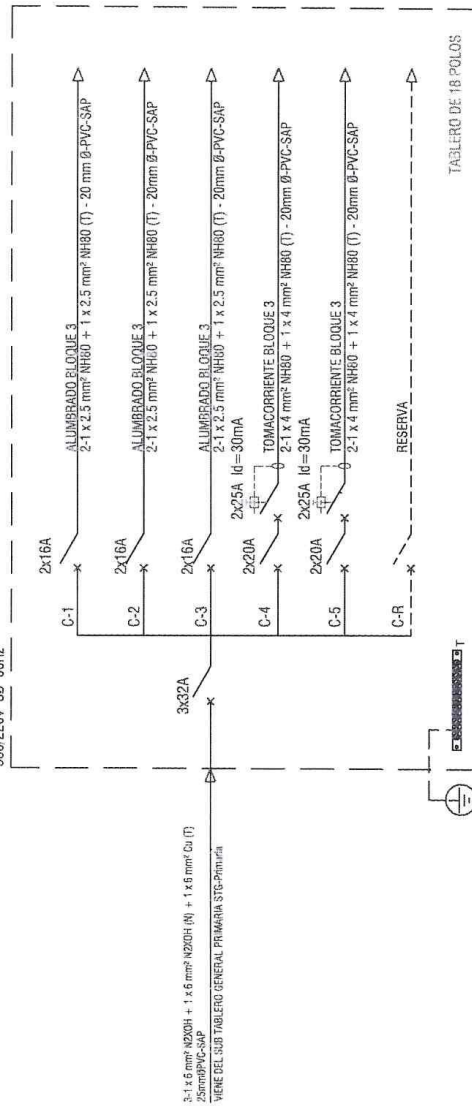 3-1 x 6 mm² N2XOH + 1 x 6 mm² N2XOH (N) + 1 x 6 mm² Cu (T)
25mmØPVC-SAP
VIENE DEL SUB TABLERO GENERAL PRIMARIA STG-Primaria
3x32A
C-1
2x16A
ALUMBRADO BLOQUE 3
2-1 x 2.5 mm² NH80 + 1 x 2.5 mm² NH80 (T) - 20 mm Ø-PVC-SAP
C-2
2x16A
ALUMBRADO BLOQUE 3
2-1 x 2.5 mm² NH80 + 1 x 2.5 mm² NH80 (T) - 20mm Ø-PVC-SAP
C-3
2x16A
ALUMBRADO BLOQUE 3
2-1 x 2.5 mm² NH80 + 1 x 2.5 mm² NH80 (T) - 20mm Ø-PVC-SAP
C-4
2x20A
2x25A Id=30mA
TOMACORRIENTE BLOQUE 3
2-1 x 4 mm² NH80 + 1 x 4 mm² NH80 (T) - 20mm Ø-PVC-SAP
C-5
2x20A
2x25A Id=30mA
TOMACORRIENTE BLOQUE 3
2-1 x 4 mm² NH80 + 1 x 4 mm² NH80 (T) - 20mm Ø-PVC-SAP
C-R
RESERVA
T
TABLERO DE 18 POLOS